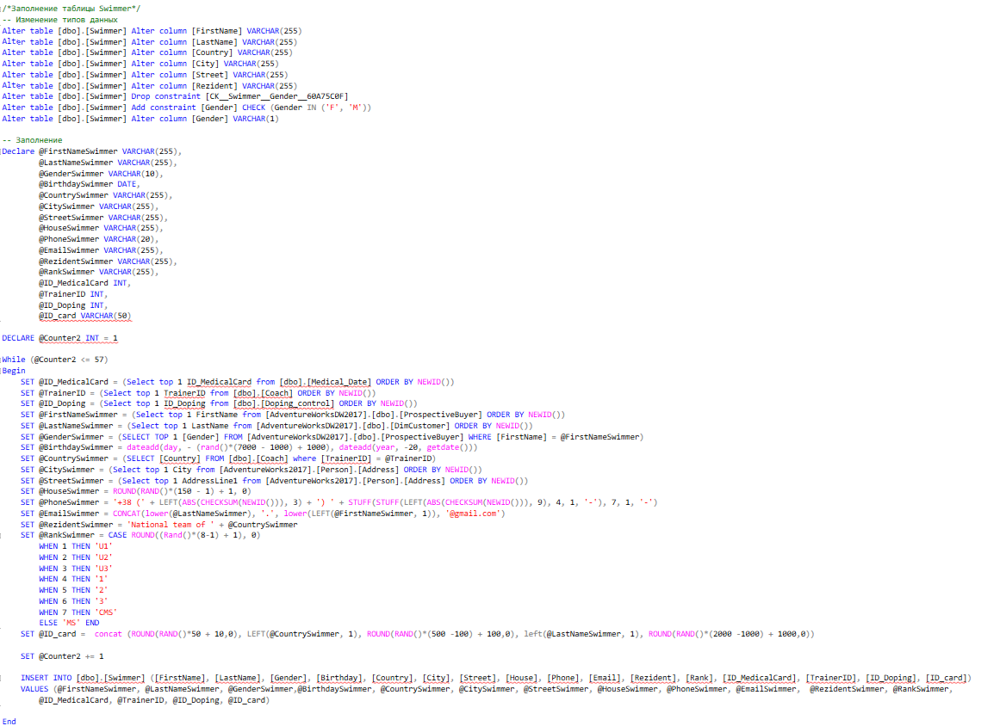 /*Заполнение таблицы Swimmer*/
-- Изменение типов данных
Alter table [dbo].[Swimmer] Alter column [FirstName] VARCHAR(255)
Alter table [dbo].[Swimmer] Alter column [LastName] VARCHAR(255)
Alter table [dbo].[Swimmer] Alter column [Country] VARCHAR(255)
Alter table [dbo].[Swimmer] Alter column [City] VARCHAR(255)
Alter table [dbo].[Swimmer] Alter column [Street] VARCHAR(255)
Alter table [dbo].[Swimmer] Alter column [Rezident] VARCHAR(255)
Alter table [dbo].[Swimmer] Drop constraint [CK__Swimmer__Gender__60A75C0F]
Alter table [dbo].[Swimmer] Add constraint [Gender] CHECK (Gender IN ('F', 'M'))
Alter table [dbo].[Swimmer] Alter column [Gender] VARCHAR(1)
-- Заполнение
Declare @FirstNameSwimmer VARCHAR(255),
@LastNameSwimmer VARCHAR(255),
@GenderSwimmer VARCHAR(10),
@BirthdaySwimmer DATE,
@CountrySwimmer VARCHAR(255),
@CitySwimmer VARCHAR(255),
@StreetSwimmer VARCHAR(255),
@HouseSwimmer VARCHAR(255),
@PhoneSwimmer VARCHAR(20),
@EmailSwimmer VARCHAR(255),
@RezidentSwimmer VARCHAR(255),
@RankSwimmer VARCHAR(255),
@ID_MedicalCard INT,
@TrainerID INT,
@ID_Doping INT,
@ID_card VARCHAR(50)
DECLARE @Counter2 INT = 1
While (@Counter2 <= 57)
Begin
SET @ID_MedicalCard = (Select top 1 ID_MedicalCard from [dbo].[Medical_Date] ORDER BY NEWID())
SET @TrainerID = (Select top 1 TrainerID from [dbo].[Coach] ORDER BY NEWID())
SET @ID_Doping = (Select top 1 ID_Doping from [dbo].[Doping_control] ORDER BY NEWID())
SET @FirstNameSwimmer = (Select top 1 FirstName from [AdventureWorksDW2017].[dbo].[ProspectiveBuyer] ORDER BY NEWID())
SET @LastNameSwimmer = (Select top 1 LastName from [AdventureWorksDW2017].[dbo].[DimCustomer] ORDER BY NEWID())
SET @GenderSwimmer = (SELECT TOP 1 [Gender] FROM [AdventureWorksDW2017].[dbo].[ProspectiveBuyer] WHERE [FirstName] = @FirstNameSwimmer)
SET @BirthdaySwimmer = dateadd(day, - (rand()*(7000 - 1000) + 1000), dateadd(year, -20, getdate()))
SET @CountrySwimmer = (SELECT [Country] FROM [dbo].[Coach] where [TrainerID] = @TrainerID)
SET @CitySwimmer = (Select top 1 City from [AdventureWorks2017].[Person].[Address] ORDER BY NEWID())
SET @StreetSwimmer = (Select top 1 AddressLine1 from [AdventureWorks2017].[Person].[Address] ORDER BY NEWID())
SET @HouseSwimmer = ROUND(RAND()*(150 - 1) + 1, 0)
SET @PhoneSwimmer = '+38 (' + LEFT(ABS(CHECKSUM(NEWID())), 3) + ') ' + STUFF(STUFF(LEFT(ABS(CHECKSUM(NEWID())), 9), 4, 1, '-'), 7, 1, '-')
SET @EmailSwimmer = CONCAT(lower(@LastNameSwimmer), '.', lower(LEFT(@FirstNameSwimmer, 1)), '@gmail.com')
SET @RezidentSwimmer = 'National team of ' + @CountrySwimmer
SET @RankSwimmer = CASE ROUND((Rand()*(8-1) + 1), 0)
WHEN 1 THEN 'U1'
WHEN 2 THEN 'U2'
WHEN 3 THEN 'U3'
WHEN 4 THEN '1'
WHEN 5 THEN '2'
WHEN 6 THEN '3'
WHEN 7 THEN 'CMS'
ELSE 'MS' END
SET @ID_card =  concat (ROUND(RAND()*50 + 10,0), LEFT(@CountrySwimmer, 1), ROUND(RAND()*(500 -100) + 100,0), left(@LastNameSwimmer, 1), ROUND(RAND()*(2000 -1000) + 1000,0))
SET @Counter2 += 1
INSERT INTO [dbo].[Swimmer] ([FirstName], [LastName], [Gender], [Birthday], [Country], [City], [Street], [House], [Phone], [Email], [Rezident], [Rank], [ID_MedicalCard], [TrainerID], [ID_Doping], [ID_card])
VALUES (@FirstNameSwimmer, @LastNameSwimmer, @GenderSwimmer,@BirthdaySwimmer, @CountrySwimmer, @CitySwimmer, @StreetSwimmer, @HouseSwimmer, @PhoneSwimmer, @EmailSwimmer,  @RezidentSwimmer, @RankSwimmer,
@ID_MedicalCard, @TrainerID, @ID_Doping, @ID_card)
End